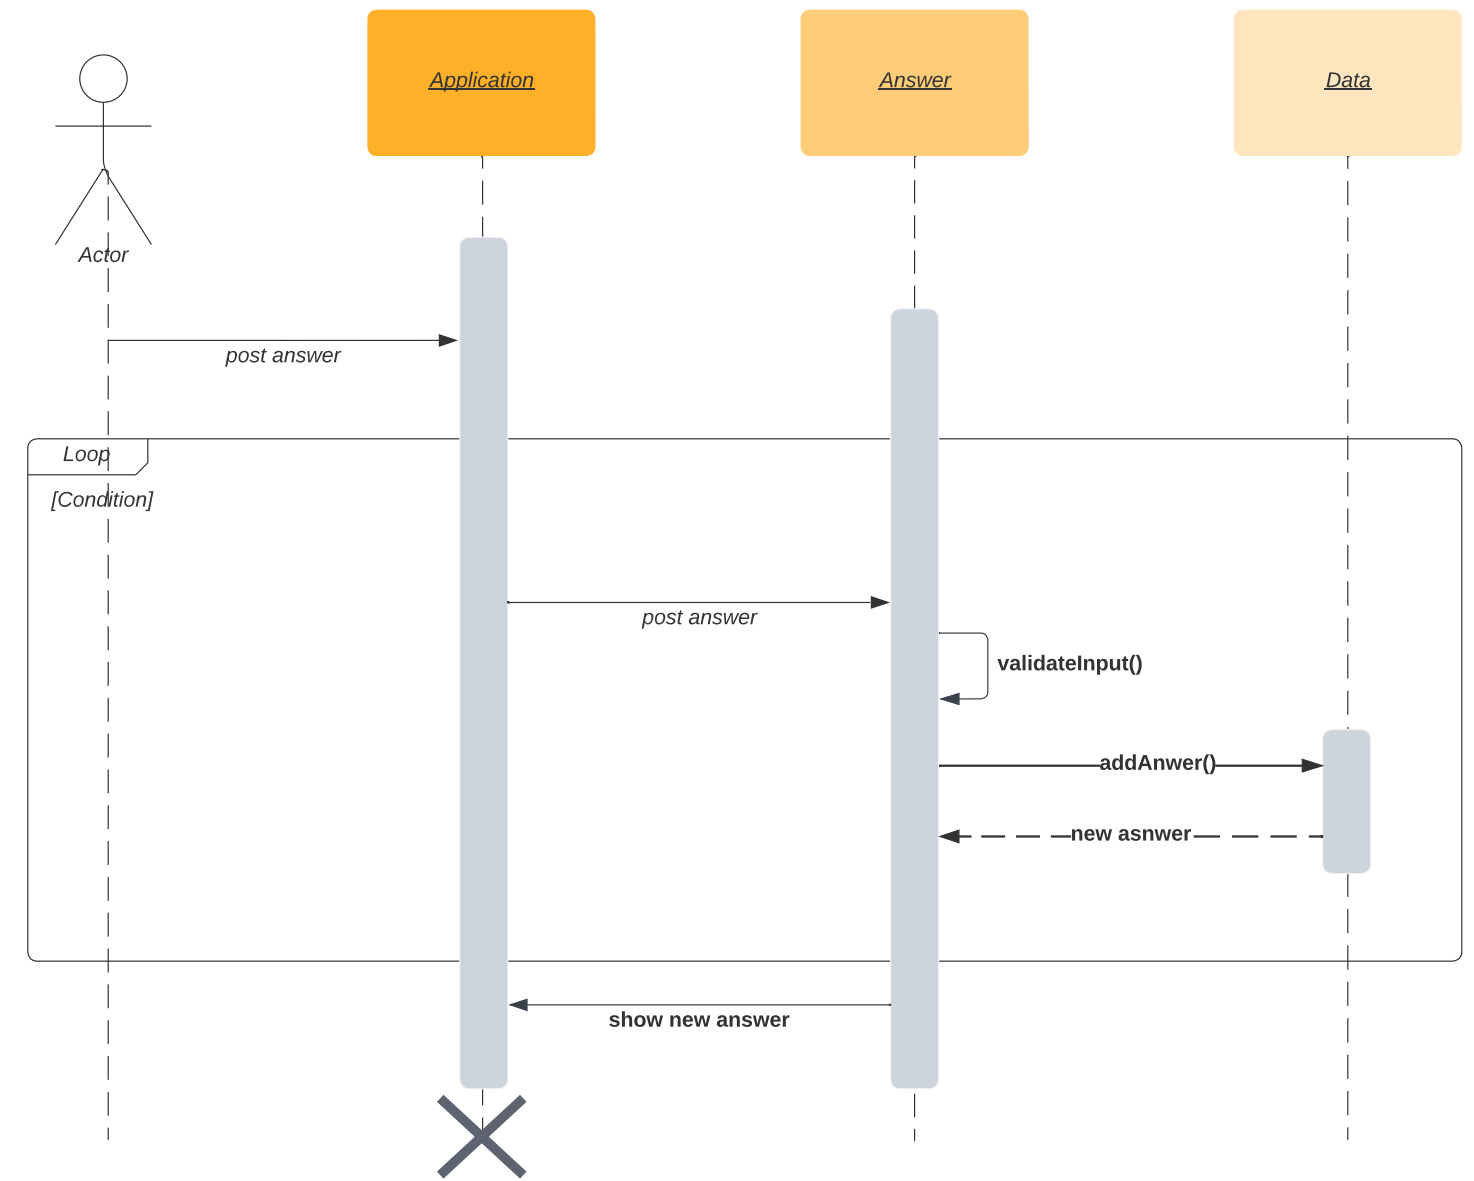 Application
Answer
Data
Actor
post answer
Loop
[Condition]
post answer
validateInput()
addAnwer()
new asnwer
show new answer